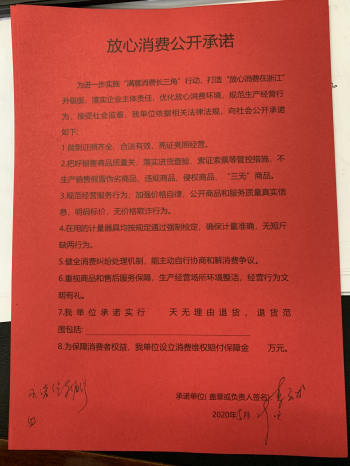 放心消费公开承诺
为进一步实施“满意消费长三角”行动，打造“放心消费在浙江”
升级版，落实企业主体责任，优化放心消费环境，规范生产经营行
为，接受社会监督，我单位依据相关法律法规，向社会公开承诺
如下：
1.做到证照齐全、合法有效、亮证亮照经营。
2.把好销售商品质量关，落实进货查验、索证索票等管控措施，不
生产销售假冒伪劣商品、违规商品、侵权商品、“三无”商品。
3.规范经营服务行为，加强价格自律，公开商品和服务质量真实信
息，明码标价，无价格欺诈行为。
4.在用的计量器具均按规定通过强制检定，确保计量准确，无短斤
缺两行为。
5.健全消费纠纷处理机制，能主动自行协商和解消费争议。
6.重视商品和售后服务保障，生产经营场所环境整洁，经营行为文
明有礼。
7.我单位承诺实行 天无理由退货，退货范
围包括：
8.为保障消费者权益，我单位设立消费维权赔付保障金 万元。
承诺单位(盖章或负责人签名)
2020年5月